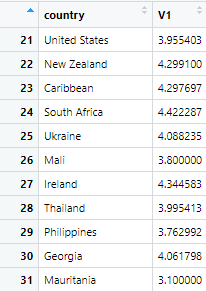 country V1
21 United States 3.955403
22 New Zealand 4.299100
23 Caribbean 4.297697
24 South Africa 4.422287
25 Ukraine 4.088235
26 Mali 3.800000
27 Ireland 4.344583
28 Thailand 3.995413
29 Philippines 3.762992
30 Georgia 4.061798
31 Mauritania 3.100000